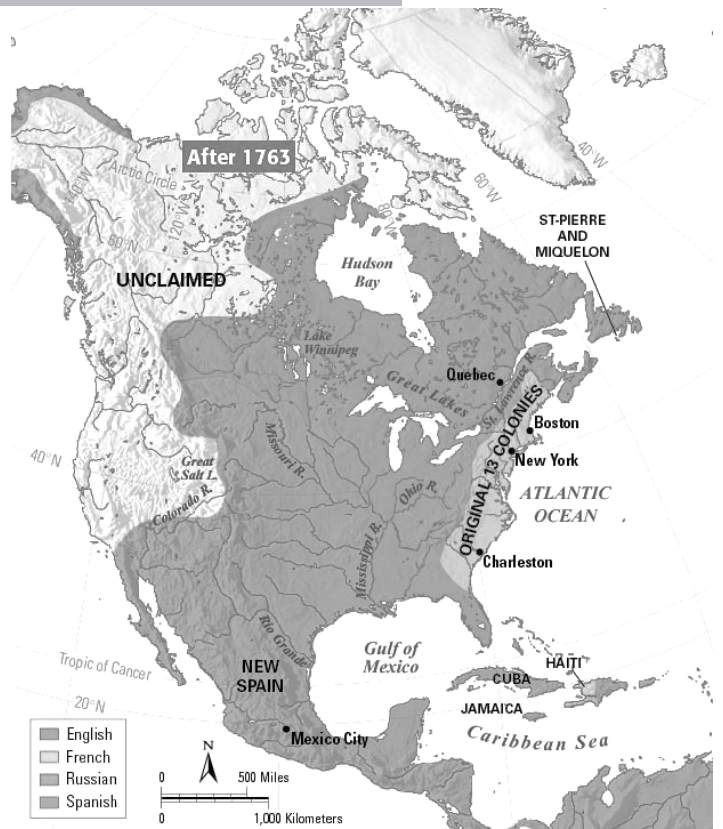 After 1763
40°W
60°W
80°W
Arctic Circle
140°W
120°W
60°N
ST-PIERRE
AND
MIQUELON
UNCLAIMED
Hudson
Bay
Lake
Winnipeg
Quebec
Great Lakes
St. Lawrence R.
Boston
New York
ORIGINAL 13 COLONIES
Missouri R.
40°N
Great
Salt L.
Colorado R.
Ohio R.
ATLANTIC
OCEAN
Mississippi R.
Charleston
Rio Grande
Gulf of
Mexico
Tropic of Cancer
NEW
SPAIN
HAITI
CUBA
20°N
JAMAICA
Caribbean Sea
Mexico City
English
French
Russian
Spanish
N
0 500 Miles
0 1,000 Kilometers